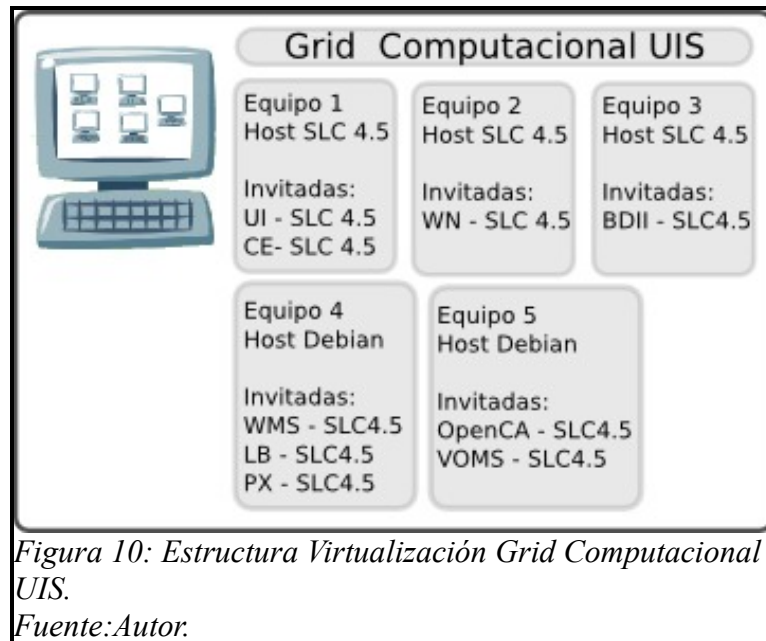 Grid Computacional UIS
Equipo 1
Host SLC 4.5
Invitadas:
UI - SLC 4.5
CE- SLC 4.5
Equipo 2
Host SLC 4.5
Invitadas:
WN - SLC 4.5
Equipo 3
Host SLC 4.5
Invitadas:
BDII - SLC4.5
Equipo 4
Host Debian
Invitadas:
WMS - SLC4.5
LB - SLC4.5
PX - SLC4.5
Equipo 5
Host Debian
Invitadas:
OpenCA - SLC4.5
VOMS - SLC4.5
Figura 10: Estructura Virtualización Grid Computacional
UIS.
Fuente:Autor.